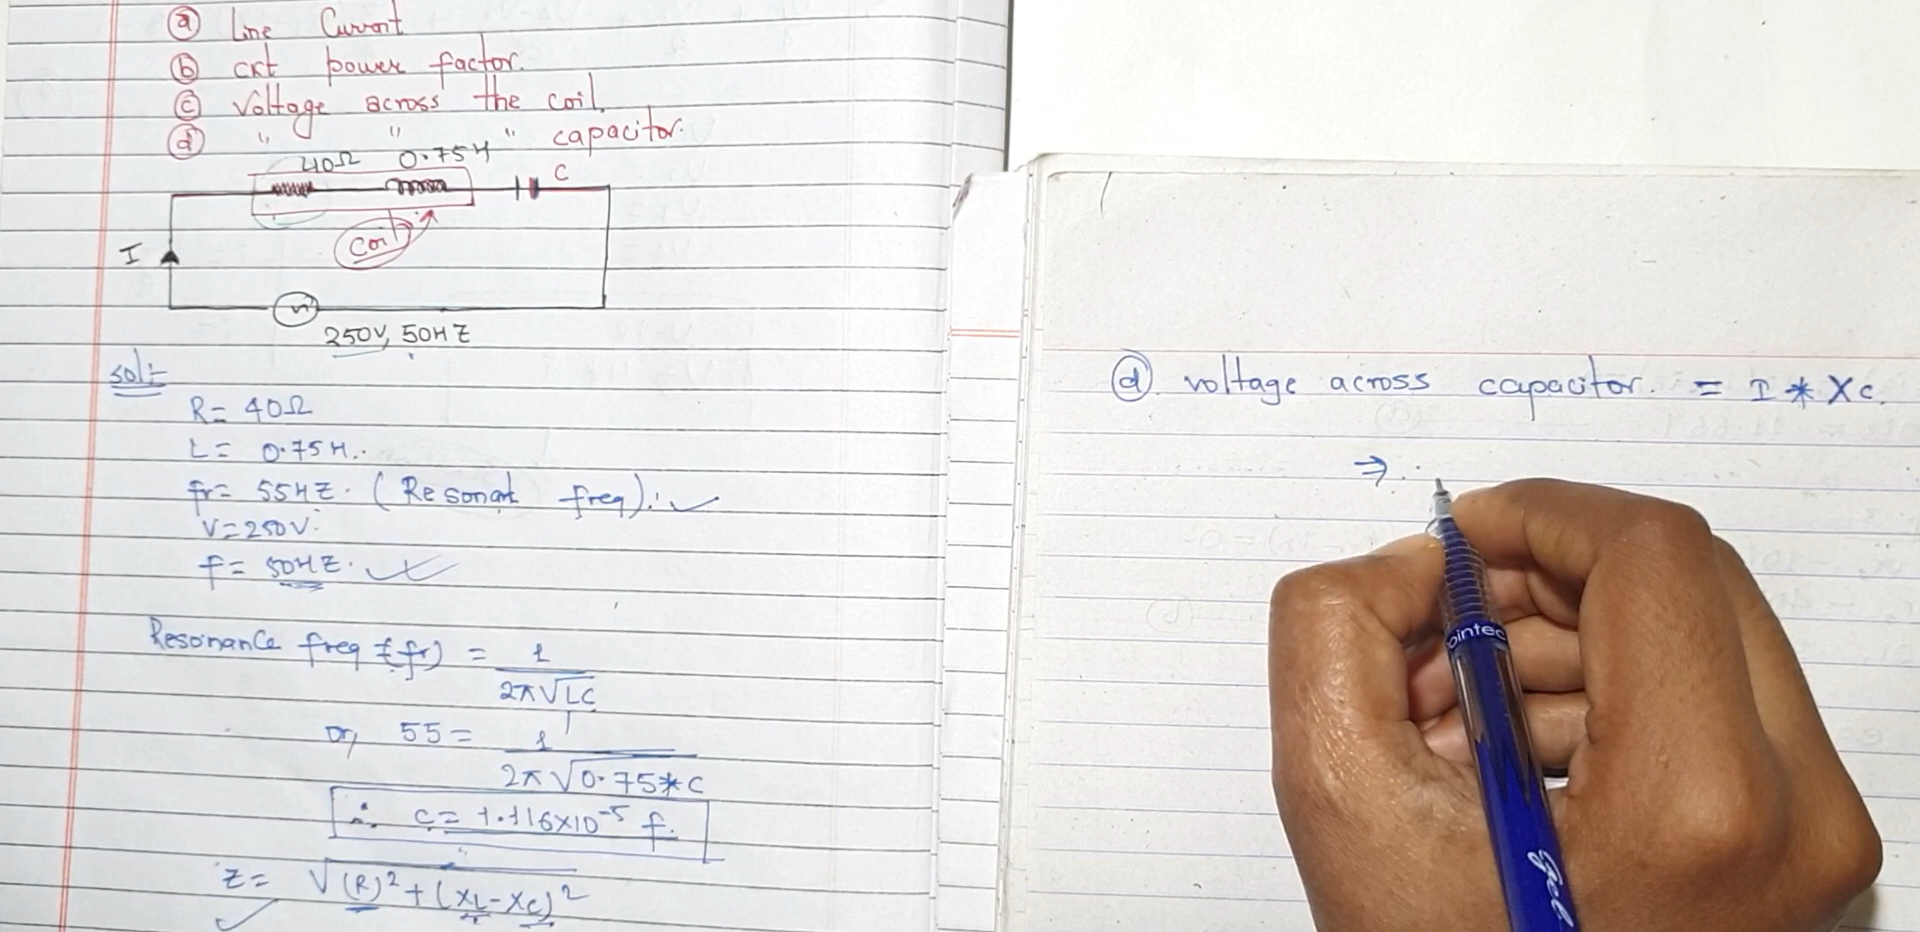 ⓐ Line Current
ⓑ ckt power factor.
ⓒ Voltage across the coil.
ⓓ " " " capacitor.
40Ω 0.75H
C
coil
I
250V, 50HZ
Sol:-
R= 40Ω
L= 0.75H.
fr= 55HZ. (Resonant freq).
V=250V.
f= 50HZ.
Resonance freq (fr) = 1/2π√LC
or, 55= 1/2π√0.75*C
∴ C= 1.116×10⁻⁵ f.
Z= √(R)²+(XL-XC)²
ⓓ voltage across capacitor. = I * Xc.
⇒
ointec
Gel